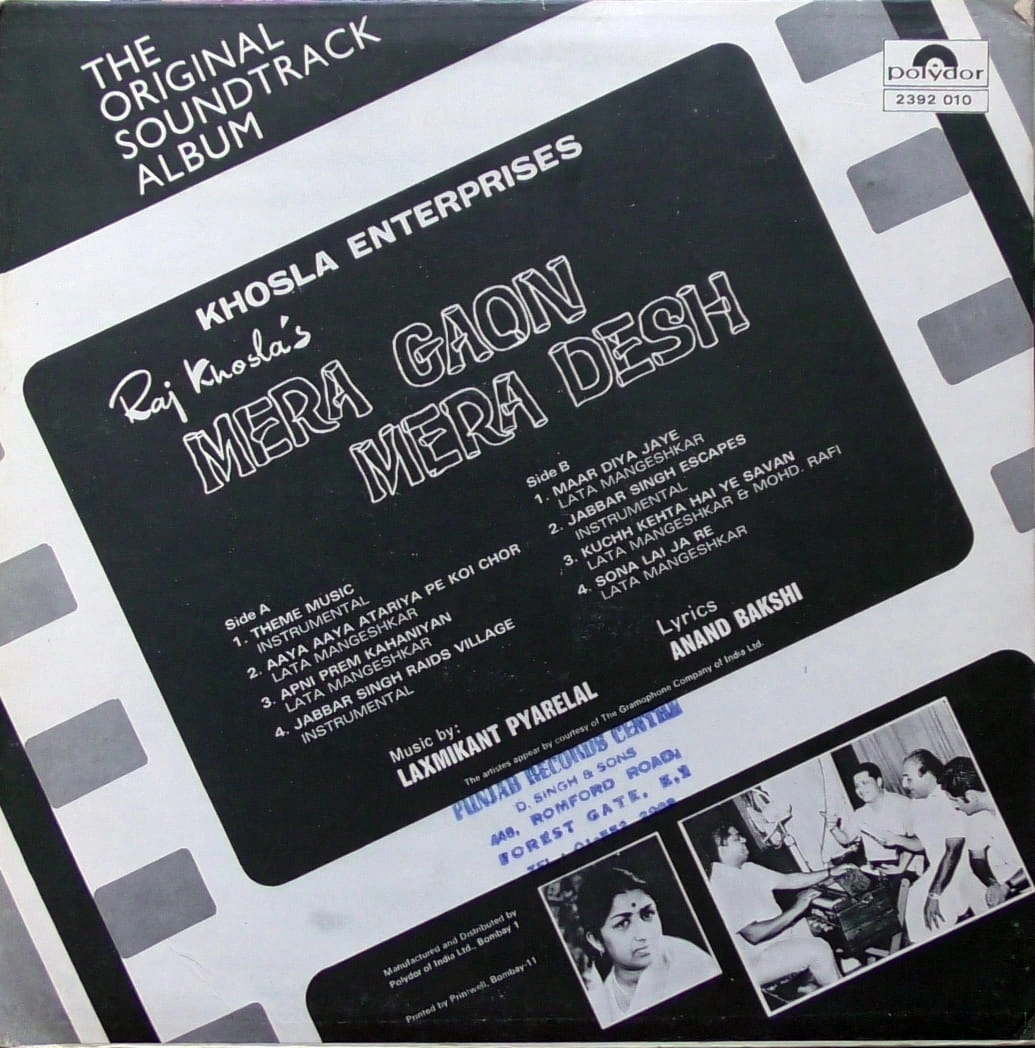 THE
ORIGINAL
SOUNDTRACK
ALBUM
polydor
2392 010
KHOSLA ENTERPRISES
Raj Khosla's
MERA GAON
MERA DESH
Side A
1. THEME MUSIC
INSTRUMENTAL
2. AAYA AAYA ATARIYA PE KOI CHOR
LATA MANGESHKAR
3. APNI PREM KAHANIYAN
LATA MANGESHKAR
4. JABBAR SINGH RAIDS VILLAGE
INSTRUMENTAL
Side B
1. MAAR DIYA JAYE
LATA MANGESHKAR
2. JABBAR SINGH ESCAPES
INSTRUMENTAL
3. KUCHH KEHTA HAI YE SAVAN
LATA MANGESHKAR & MOHD. RAFI
4. SONA LAI JA RE
LATA MANGESHKAR
Music by:
LAXMIKANT PYARELAL
Lyrics
ANAND BAKSHI
The artistes appear by courtesy of The Gramophone Company of India Ltd.
PUNJAB RECORDS CENTRE
D. SINGH & SONS
448, ROMFORD ROAD,
FOREST GATE, E.7
Manufactured and Distributed by
Polydor of India Ltd., Bombay 1
Printed by Printwell, Bombay-11